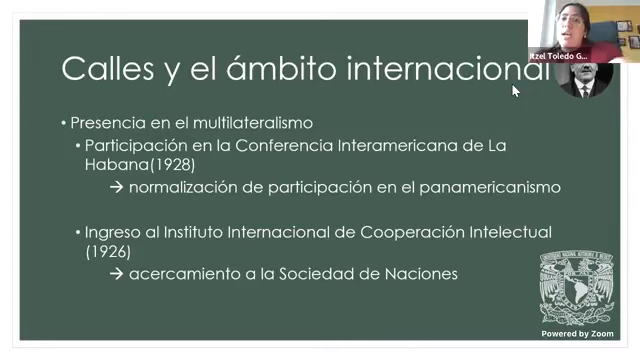 Itzel Toledo G...
Calles y el ámbito internacional
• Presencia en el multilateralismo
• Participación en la Conferencia Interamericana de La
Habana(1928)
→ normalización de participación en el panamericanismo
• Ingreso al Instituto Internacional de Cooperación Intelectual
(1926)
→ acercamiento a la Sociedad de Naciones
Powered by Zoom